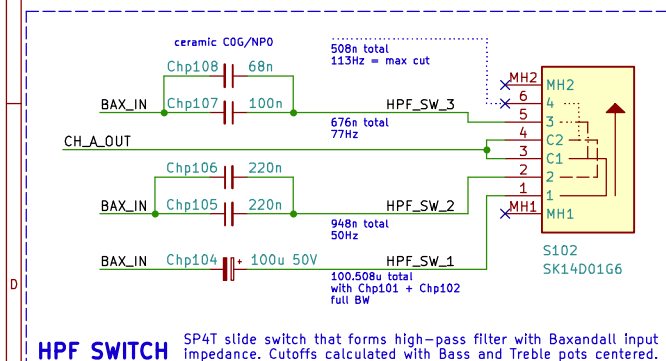 ceramic C0G/NP0
508n total
113Hz = max cut
Chp108 68n
BAX_IN Chp107 100n HPF_SW_3
676n total
77Hz
CH_A_OUT
Chp106 220n
BAX_IN Chp105 220n HPF_SW_2
948n total
50Hz
BAX_IN Chp104 + 100u 50V HPF_SW_1
100.508u total
with Chp101 + Chp102
full BW
MH2 MH2
6 4
5 3
4 C2
3 C1
2 2
1 1
MH1 MH1
S102
SK14D01G6
D
HPF SWITCH
SP4T slide switch that forms high-pass filter with Baxandall input
impedance. Cutoffs calculated with Bass and Treble pots centered.